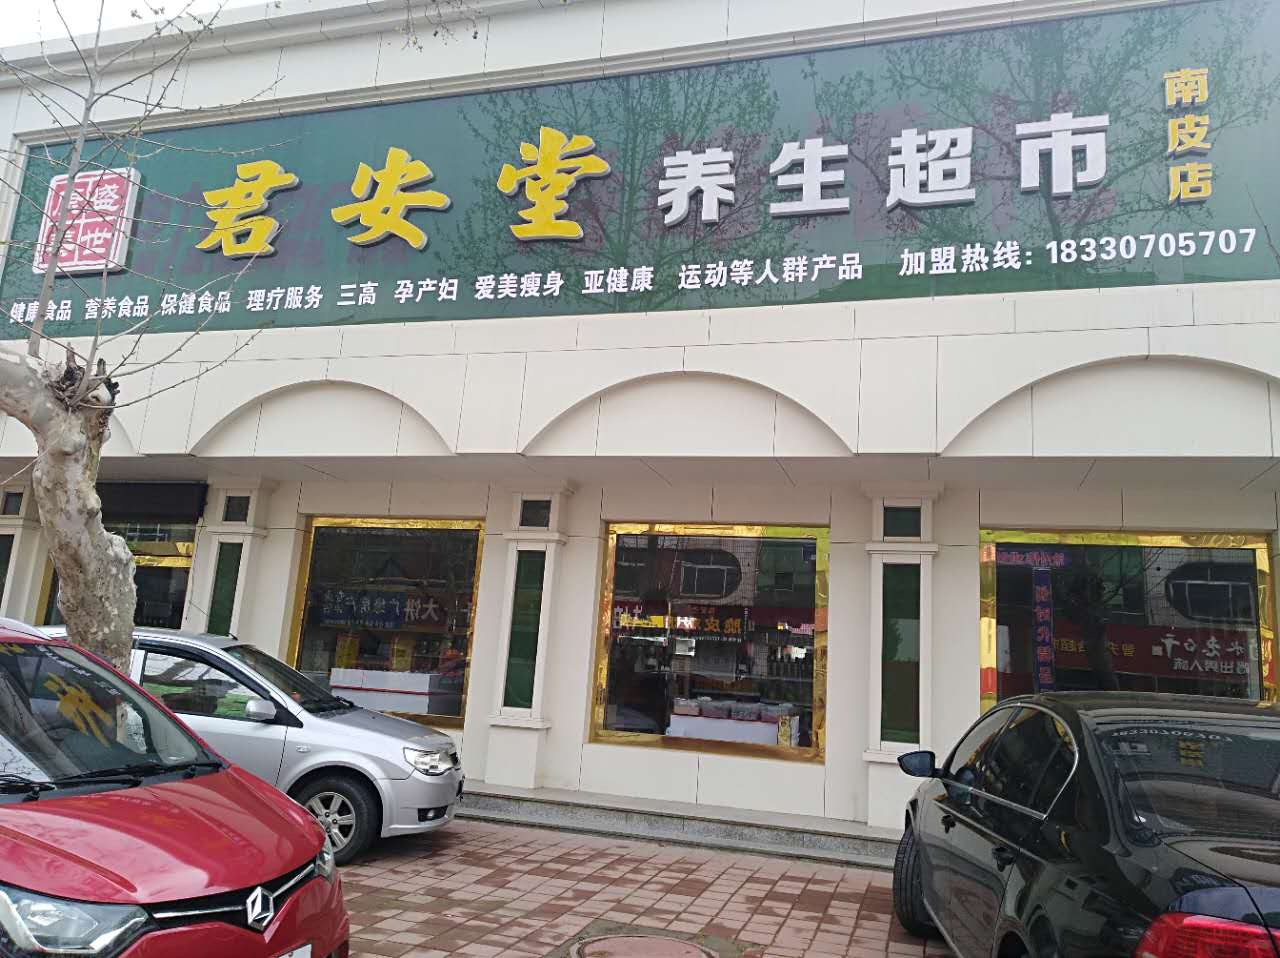 盛世
君安堂 养生超市
南皮店
健康食品 营养食品 保健食品 理疗服务 三高 孕产妇 爱美瘦身 亚健康 运动等人群产品 加盟热线:18330705707